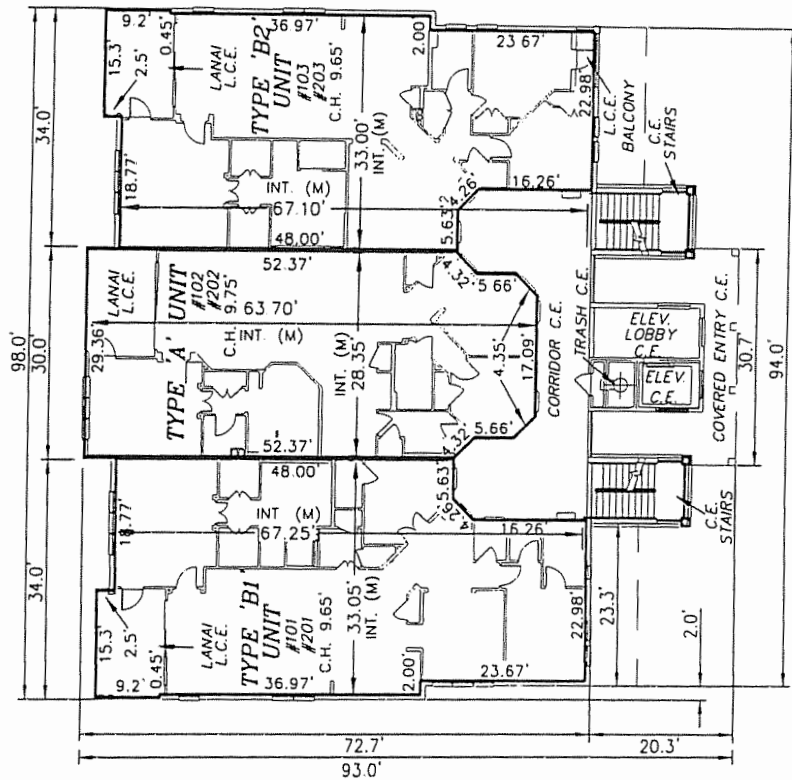 9.2'
36.97'
23.67'
0.45'
2.00'
15.3'
2.5'
LANAI
L.C.E.
TYPE 'B2'
UNIT
#103
#203
C.H. 9.65'
33.00'
INT. (M)
22.98'
L.C.E.
BALCONY
C.E.
STAIRS
34.0'
18.77'
INT. (M)
67.10'
48.00'
16.26'
4.26'
5.63'
52.37'
4.32'
5.66'
LANAI
L.C.E.
TYPE 'A' UNIT
#102
#202
C.H. 9.75'
63.70'
INT. (M)
29.36'
INT. (M)
28.35'
4.35'
17.09'
CORRIDOR C.E.
TRASH C.E.
ELEV.
LOBBY
C.E.
ELEV.
C.E.
COVERED ENTRY C.E.
30.7'
94.0'
98.0'
30.0'
52.37'
4.32'
5.66'
48.00'
5.63'
4.26'
18.77'
INT (M)
67.25'
16.26'
C.E.
STAIRS
34.0'
15.3'
2.5'
LANAI
L.C.E.
TYPE 'B1'
UNIT
#101
#201
C.H. 9.65'
33.05'
INT. (M)
22.98'
23.3'
2.0'
9.2'
0.45'
36.97'
2.00'
23.67'
72.7'
20.3'
93.0'